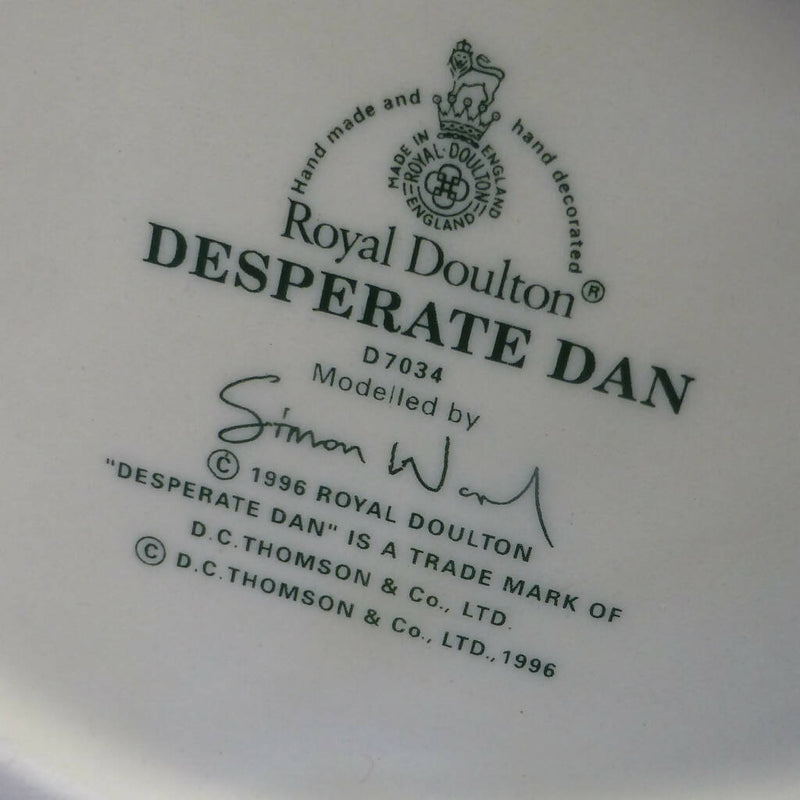 Hand made and hand decorated
MADE IN ENGLAND
ROYAL·DOULTON
ENGLAND
Royal Doulton®
DESPERATE DAN
D7034
Modelled by
Simon Ward
© 1996 ROYAL DOULTON
"DESPERATE DAN" IS A TRADE MARK OF
D.C.THOMSON & Co., LTD.
© D.C.THOMSON & Co., LTD., 1996